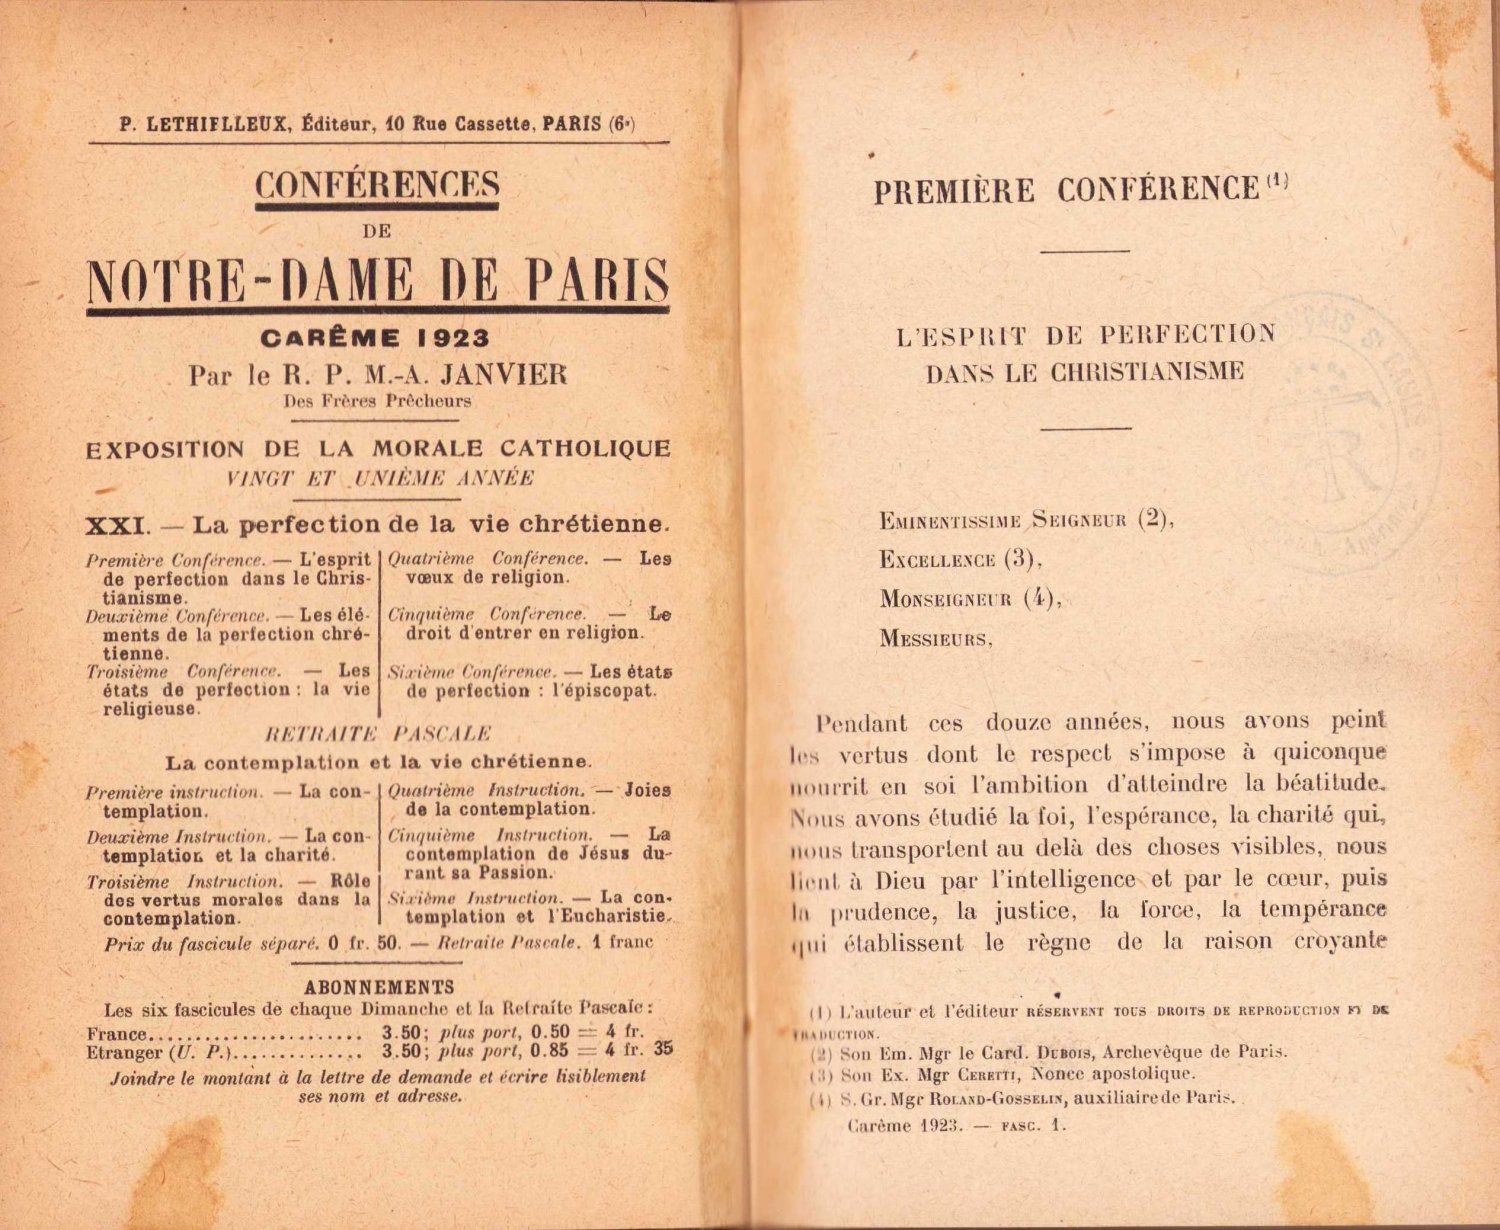 P. LETHIELLEUX, Éditeur, 10 Rue Cassette, PARIS (6e)
CONFÉRENCES
DE
NOTRE-DAME DE PARIS
CARÊME 1923
Par le R. P. M.-A. JANVIER
Des Frères Prêcheurs
EXPOSITION DE LA MORALE CATHOLIQUE
VINGT ET UNIÈME ANNÉE
XXI. — La perfection de la vie chrétienne.
Première Conférence. — L'esprit
de perfection dans le Chris-
tianisme.
Deuxième Conférence. — Les élé-
ments de la perfection chré-
tienne.
Troisième Conférence. — Les
états de perfection : la vie
religieuse.
Quatrième Conférence. — Les
vœux de religion.
Cinquième Conférence. — Le
droit d'entrer en religion.
Sixième Conférence. — Les états
de perfection : l'épiscopat.
RETRAITE PASCALE
La contemplation et la vie chrétienne.
Première instruction. — La con-
templation.
Deuxième Instruction. — La con-
templation et la charité.
Troisième Instruction. — Rôle
des vertus morales dans la
contemplation.
Quatrième Instruction. — Joies
de la contemplation.
Cinquième Instruction. — La
contemplation de Jésus du-
rant sa Passion.
Sixième Instruction. — La con-
templation et l'Eucharistie.
Prix du fascicule séparé. 0 fr. 50. — Retraite Pascale. 1 franc
ABONNEMENTS
Les six fascicules de chaque Dimanche et la Retraite Pascale :
France...................... 3.50; plus port, 0.50 = 4 fr.
Etranger (U. P.).............. 3.50; plus port, 0.85 = 4 fr. 35
Joindre le montant à la lettre de demande et écrire lisiblement
ses nom et adresse.
PREMIÈRE CONFÉRENCE (1)
L'ESPRIT DE PERFECTION
DANS LE CHRISTIANISME
EMINENTISSIME SEIGNEUR (2),
EXCELLENCE (3),
MONSEIGNEUR (4),
MESSIEURS,
Pendant ces douze années, nous avons peint
les vertus dont le respect s'impose à quiconque
nourrit en soi l'ambition d'atteindre la béatitude.
Nous avons étudié la foi, l'espérance, la charité qui,
nous transportent au delà des choses visibles, nous
lient à Dieu par l'intelligence et par le cœur, puis
la prudence, la justice, la force, la tempérance
qui établissent le règne de la raison croyante
(1) L'auteur et l'éditeur RÉSERVENT TOUS DROITS DE REPRODUCTION ET DE
TRADUCTION.
(2) Son Em. Mgr le Card. DUBOIS, Archevêque de Paris.
(3) Son Ex. Mgr CERETTI, Nonce apostolique.
(4) S. Gr. Mgr ROLAND-GOSSELIN, auxiliaire de Paris.
Carême 1923. — FASC. 1.